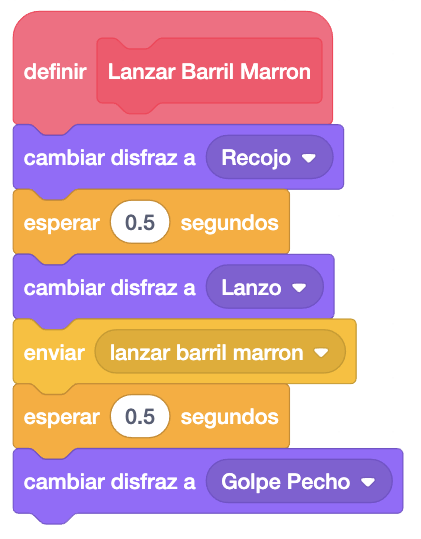 definir Lanzar Barril Marron
cambiar disfraz a Recojo
esperar 0.5 segundos
cambiar disfraz a Lanzo
enviar lanzar barril marron
esperar 0.5 segundos
cambiar disfraz a Golpe Pecho